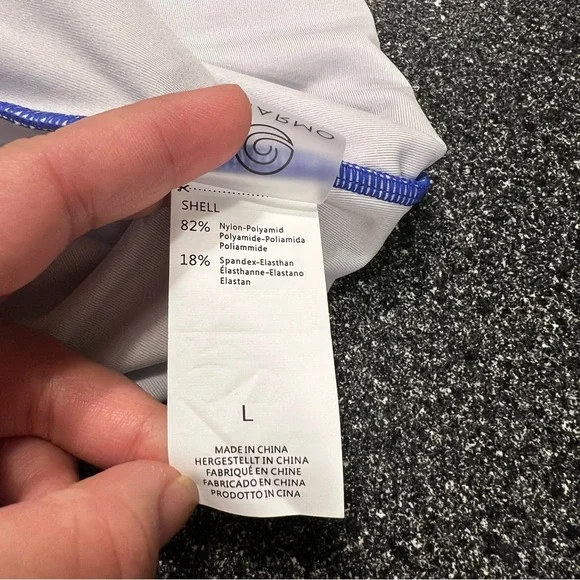 SHELL
82% Nylon-Polyamid
Polyamide-Poliamida
Poliammide
18% Spandex-Elasthan
Élasthanne-Elastano
Elastan
L
MADE IN CHINA
HERGESTELLT IN CHINA
FABRIQUÉ EN CHINE
FABRICADO EN CHINA
PRODOTTO IN CINA